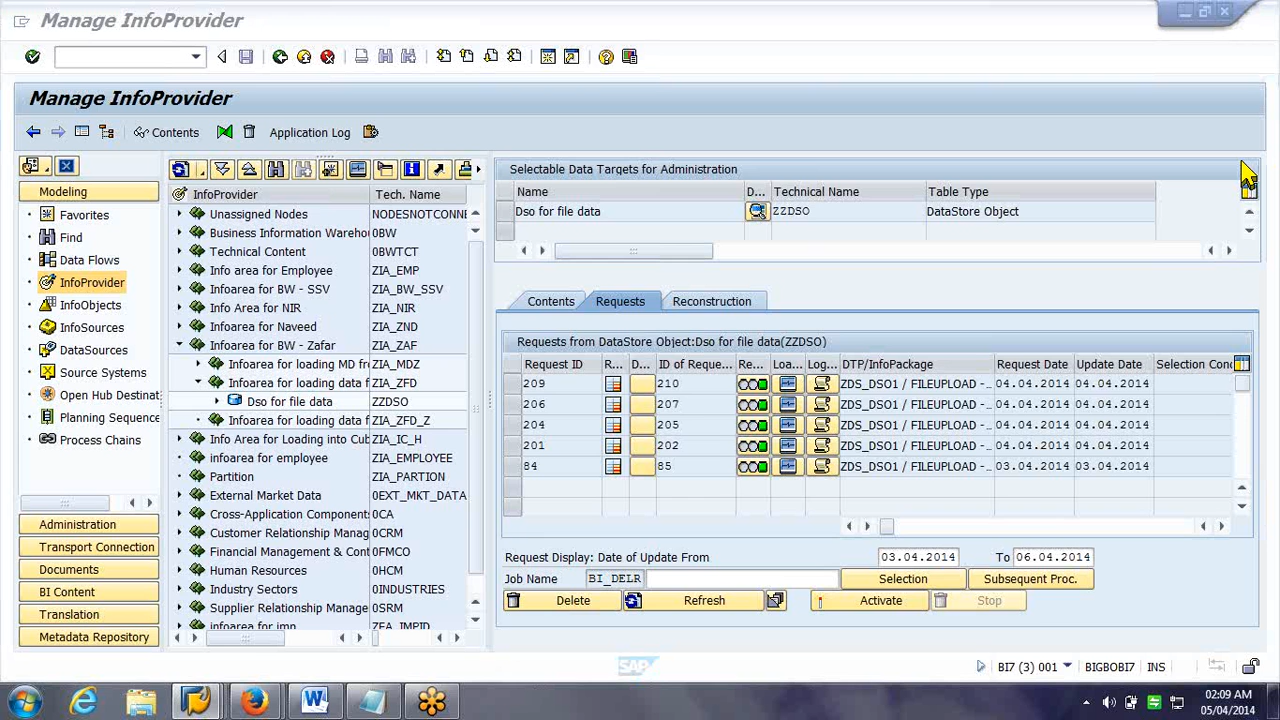 Manage InfoProvider
Manage InfoProvider
Contents
Application Log
Modeling
Favorites
Find
Data Flows
InfoProvider
InfoObjects
InfoSources
DataSources
Source Systems
Open Hub Destinat
Planning Sequence
Process Chains
Administration
Transport Connection
Documents
BI Content
Translation
Metadata Repository
InfoProvider Tech. Name
Unassigned Nodes NODESNOTCONNE
Business Information Wareho 0BW
Technical Content 0BWTCT
Info area for Employee ZIA_EMP
Infoarea for BW - SSV ZIA_BW_SSV
Info Area for NIR ZIA_NIR
Infoarea for Naveed ZIA_ZND
Infoarea for BW - Zafar ZIA_ZAF
Infoarea for loading MD fr ZIA_MDZ
Infoarea for loading data f ZIA_ZFD
Dso for file data ZZDSO
Infoarea for loading data f ZIA_ZFD_Z
Info Area for Loading into Cub ZIA_IC_H
infoarea for employee ZIA_EMPLOYEE
Partition ZIA_PARTION
External Market Data 0EXT_MKT_DATA
Cross-Application Components 0CA
Customer Relationship Manag 0CRM
Financial Management & Cont 0FMCO
Human Resources 0HCM
Industry Sectors 0INDUSTRIES
Supplier Relationship Manage 0SRM
infoarea for imp ZIA_IMPID
Selectable Data Targets for Administration
Name D... Technical Name Table Type
Dso for file data ZZDSO DataStore Object
Contents Requests Reconstruction
Requests from DataStore Object:Dso for file data(ZZDSO)
Request ID R... D... ID of Reque... Re... Loa... Log... DTP/InfoPackage Request Date Update Date Selection Cond
209 210 ZDS_DSO1 / FILEUPLOAD -... 04.04.2014 04.04.2014
206 207 ZDS_DSO1 / FILEUPLOAD -... 04.04.2014 04.04.2014
204 205 ZDS_DSO1 / FILEUPLOAD -... 04.04.2014 04.04.2014
201 202 ZDS_DSO1 / FILEUPLOAD -... 04.04.2014 04.04.2014
84 85 ZDS_DSO1 / FILEUPLOAD -... 03.04.2014 03.04.2014
Request Display: Date of Update From 03.04.2014 To 06.04.2014
Job Name BI_DELR Selection Subsequent Proc.
Delete Refresh Activate Stop
SAP
BI7 (3) 001 BIGBOBI7 INS
02:09 AM
05/04/2014